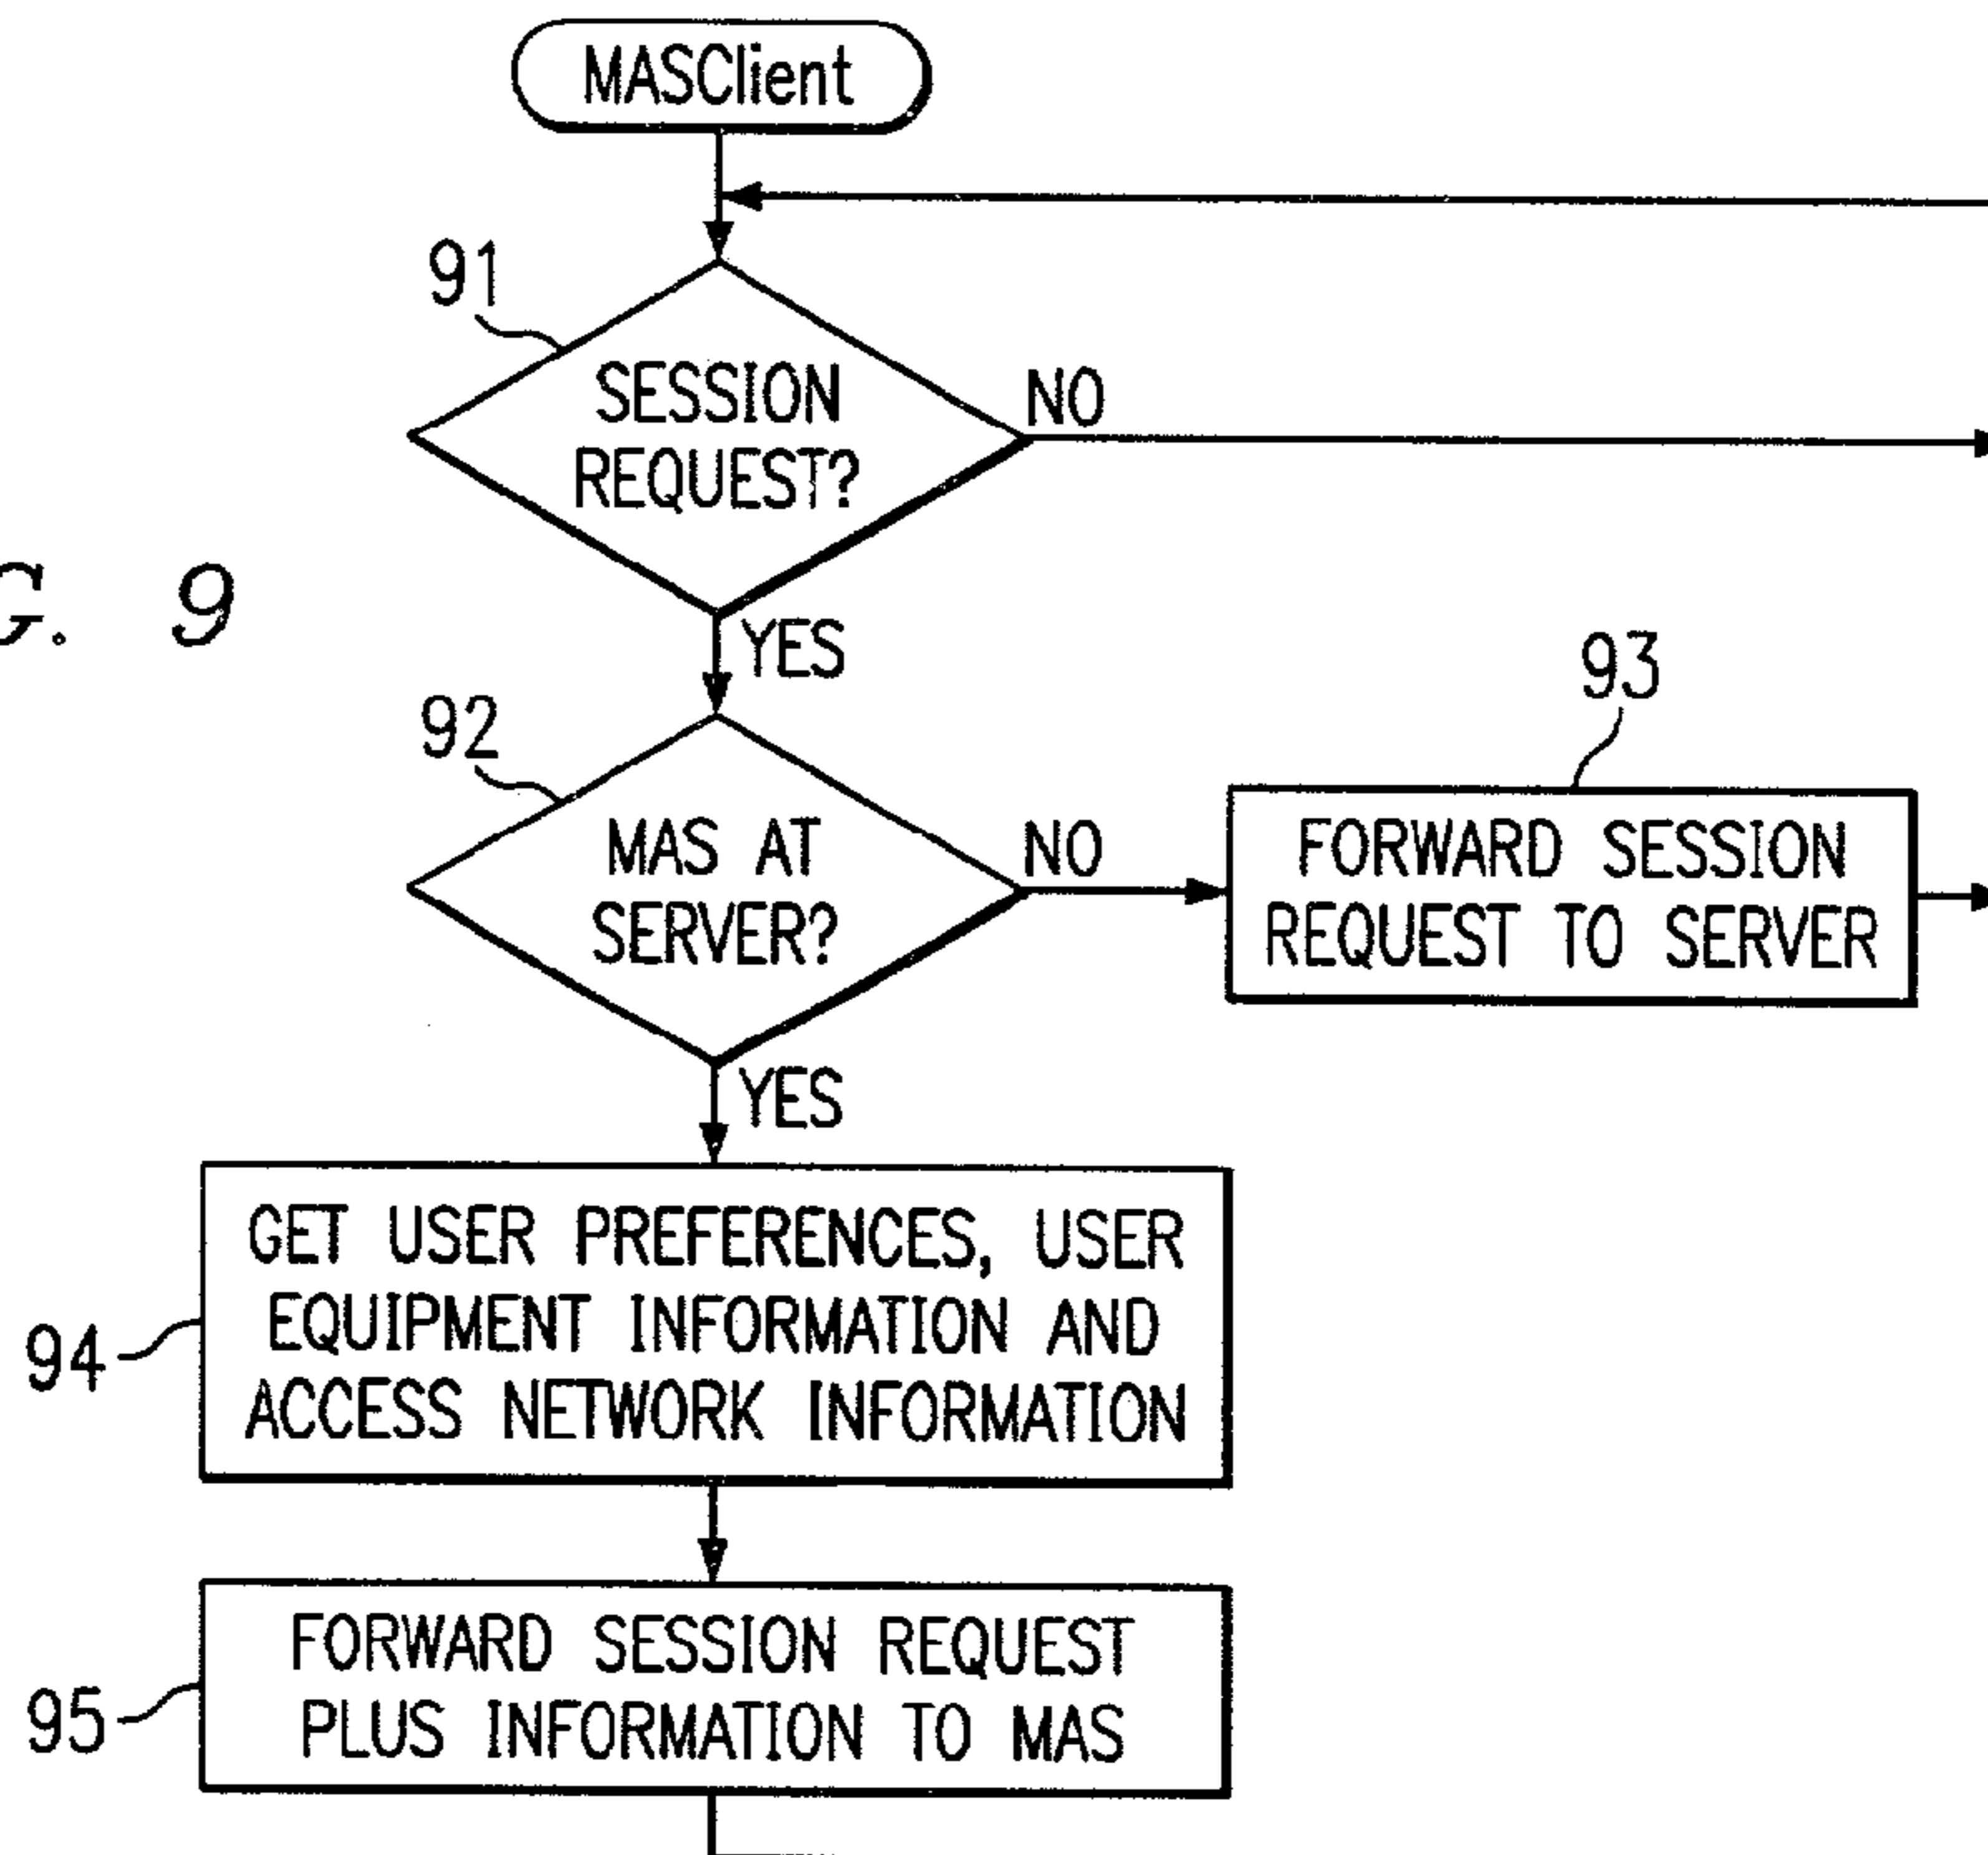 MASClient
91
SESSION
REQUEST?
NO
G. 9
YES
93
92
MAS AT
SERVER?
NO
FORWARD SESSION
REQUEST TO SERVER
YES
94
GET USER PREFERENCES, USER
EQUIPMENT INFORMATION AND
ACCESS NETWORK INFORMATION
95
FORWARD SESSION REQUEST
PLUS INFORMATION TO MAS